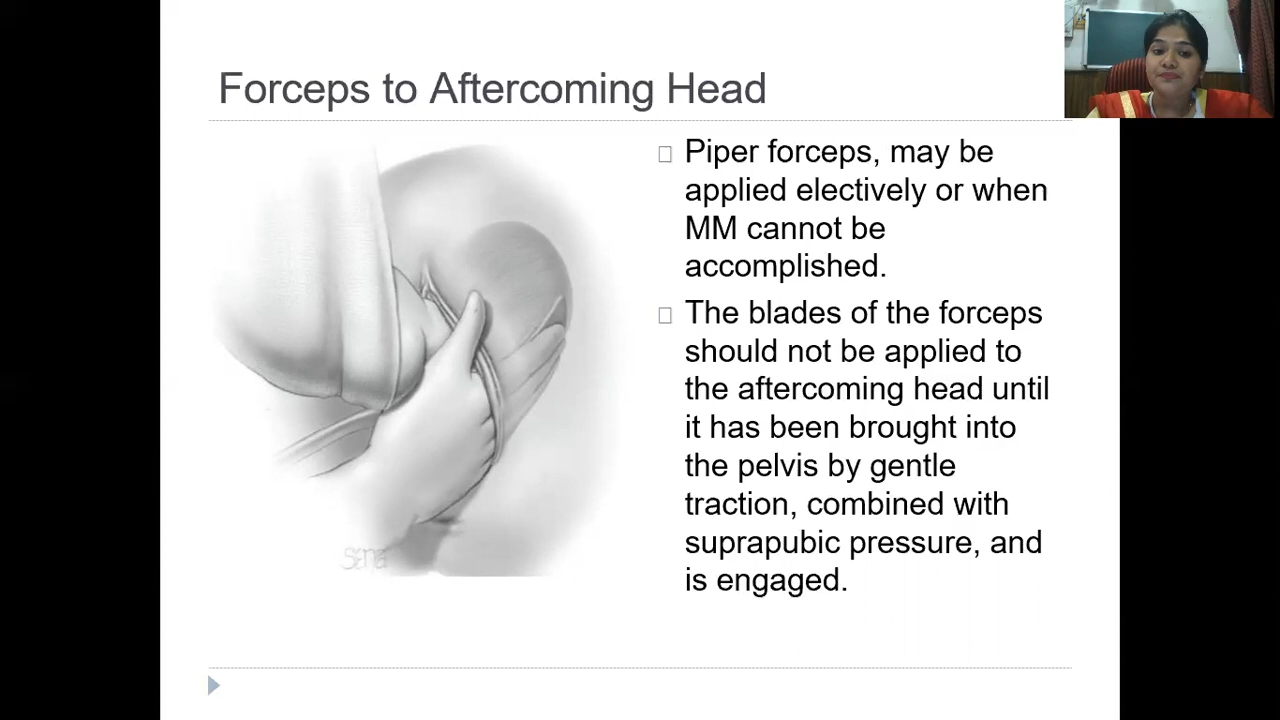 Forceps to Aftercoming Head
Piper forceps, may be
applied electively or when
MM cannot be
accomplished.
The blades of the forceps
should not be applied to
the aftercoming head until
it has been brought into
the pelvis by gentle
traction, combined with
suprapubic pressure, and
is engaged.